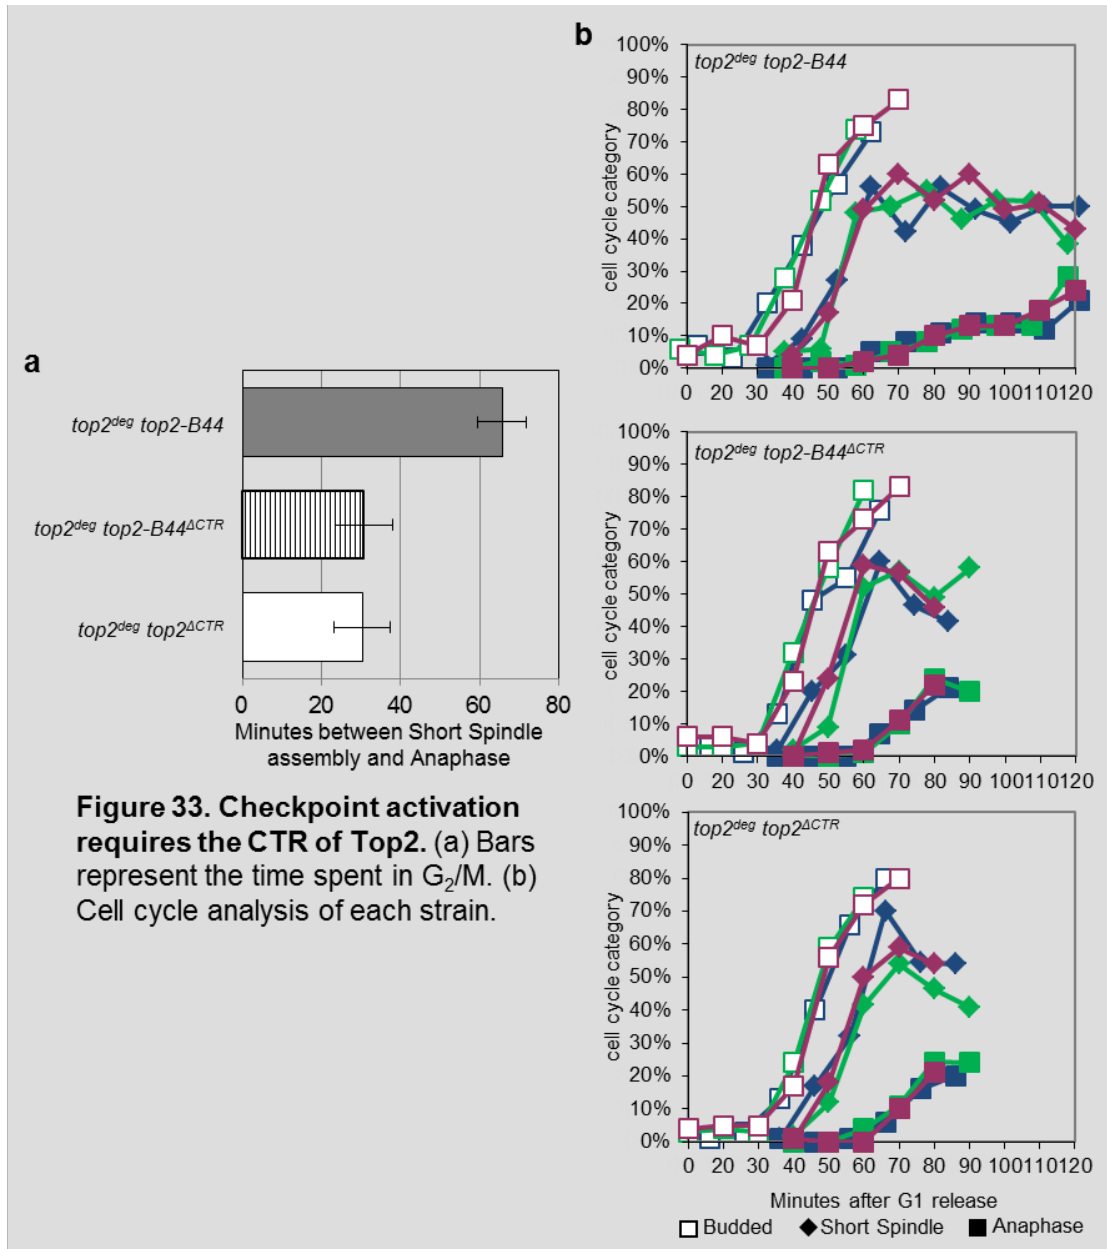 a
top2deg top2-B44
top2deg top2-B44ΔCTR
top2deg top2ΔCTR
0 20 40 60 80
Minutes between Short Spindle
assembly and Anaphase
Figure 33. Checkpoint activation
requires the CTR of Top2. (a) Bars
represent the time spent in G2/M. (b)
Cell cycle analysis of each strain.
b
top2deg top2-B44
cell cycle category
100%
90%
80%
70%
60%
50%
40%
30%
20%
10%
0%
0 10 20 30 40 50 60 70 80 90 100 110 120
top2deg top2-B44ΔCTR
cell cycle category
100%
90%
80%
70%
60%
50%
40%
30%
20%
10%
0%
0 10 20 30 40 50 60 70 80 90 100 110 120
top2deg top2ΔCTR
cell cycle category
100%
90%
80%
70%
60%
50%
40%
30%
20%
10%
0%
0 10 20 30 40 50 60 70 80 90 100 110 120
Minutes after G1 release
Budded Short Spindle Anaphase